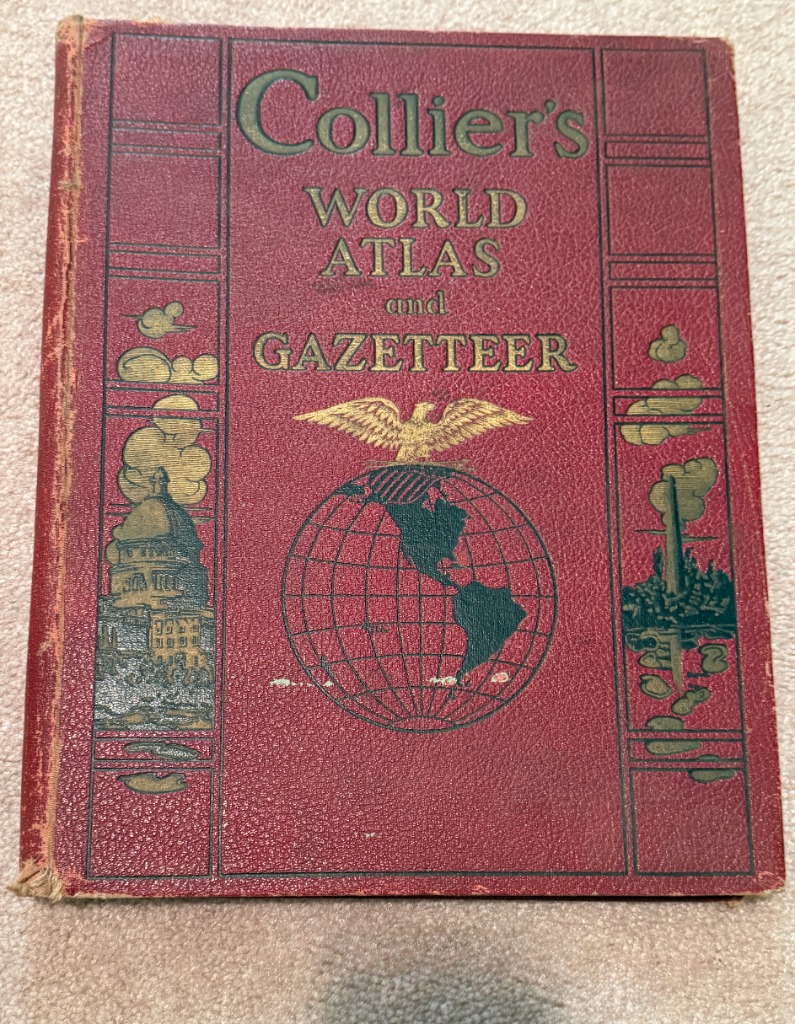 Collier's
WORLD
ATLAS
and
GAZETTEER